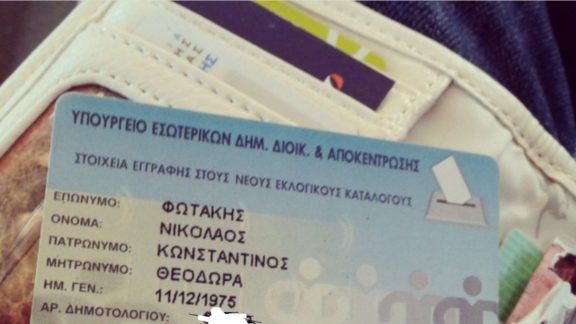 ΥΠΟΥΡΓΕΙΟ ΕΣΩΤΕΡΙΚΩΝ ΔΗΜ. ΔΙΟΙΚ. & ΑΠΟΚΕΝΤΡΩΣΗΣ
ΣΤΟΙΧΕΙΑ ΕΓΓΡΑΦΗΣ ΣΤΟΥΣ ΝΕΟΥΣ ΕΚΛΟΓΙΚΟΥΣ ΚΑΤΑΛΟΓΟΥΣ
ΕΠΩΝΥΜΟ: ΦΩΤΑΚΗΣ
ΟΝΟΜΑ: ΝΙΚΟΛΑΟΣ
ΠΑΤΡΩΝΥΜΟ: ΚΩΝΣΤΑΝΤΙΝΟΣ
ΜΗΤΡΩΝΥΜΟ: ΘΕΟΔΩΡΑ
ΗΜ. ΓΕΝ.: 11/12/1975
ΑΡ. ΔΗΜΟΤΟΛΟΓΙΟΥ: